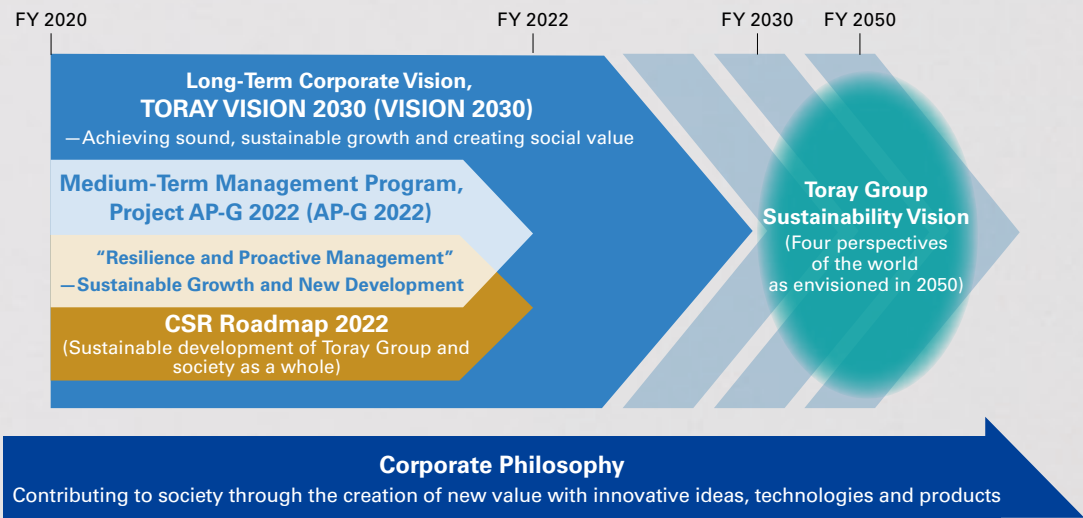 FY 2020
FY 2022
FY 2030
FY 2050
Long-Term Corporate Vision,
TORAY VISION 2030 (VISION 2030)
—Achieving sound, sustainable growth and creating social value
Medium-Term Management Program,
Project AP-G 2022 (AP-G 2022)
“Resilience and Proactive Management”
—Sustainable Growth and New Development
CSR Roadmap 2022
(Sustainable development of Toray Group and
society as a whole)
Toray Group
Sustainability Vision
(Four perspectives
of the world
as envisioned in 2050)
Corporate Philosophy
Contributing to society through the creation of new value with innovative ideas, technologies and products